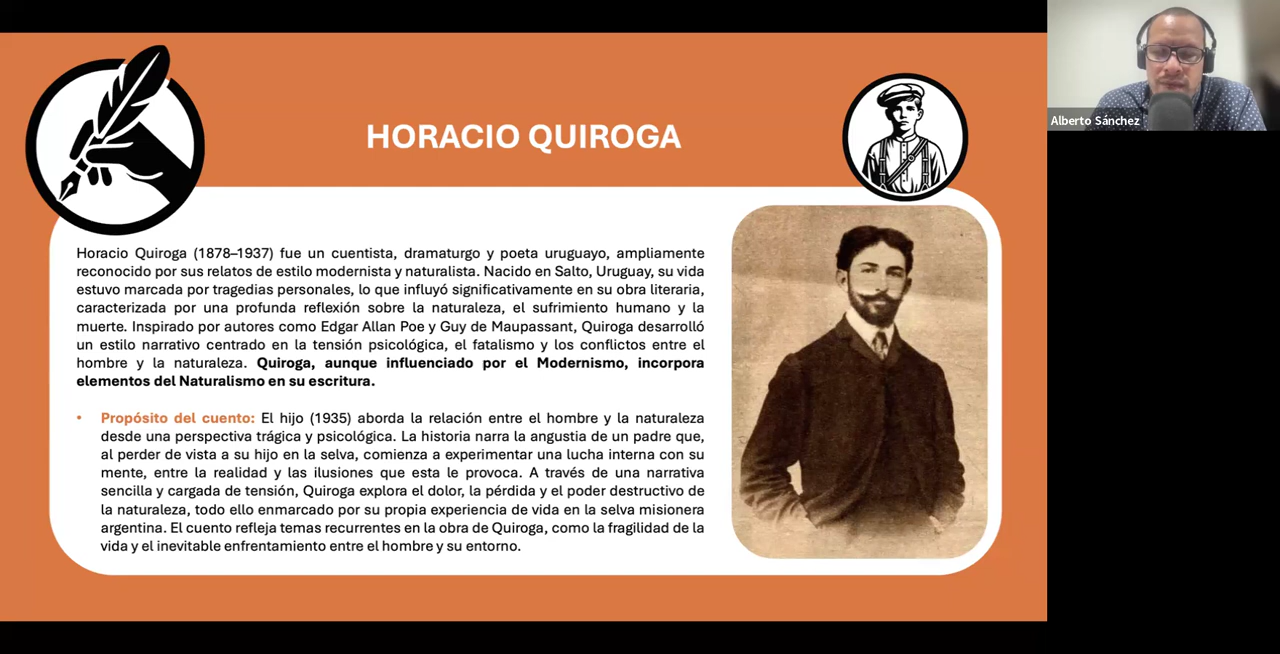 HORACIO QUIROGA
Alberto Sánchez
Horacio Quiroga (1878–1937) fue un cuentista, dramaturgo y poeta uruguayo, ampliamente
reconocido por sus relatos de estilo modernista y naturalista. Nacido en Salto, Uruguay, su vida
estuvo marcada por tragedias personales, lo que influyó significativamente en su obra literaria,
caracterizada por una profunda reflexión sobre la naturaleza, el sufrimiento humano y la
muerte. Inspirado por autores como Edgar Allan Poe y Guy de Maupassant, Quiroga desarrolló
un estilo narrativo centrado en la tensión psicológica, el fatalismo y los conflictos entre el
hombre y la naturaleza. Quiroga, aunque influenciado por el Modernismo, incorpora
elementos del Naturalismo en su escritura.
• Propósito del cuento: El hijo (1935) aborda la relación entre el hombre y la naturaleza
desde una perspectiva trágica y psicológica. La historia narra la angustia de un padre que,
al perder de vista a su hijo en la selva, comienza a experimentar una lucha interna con su
mente, entre la realidad y las ilusiones que esta le provoca. A través de una narrativa
sencilla y cargada de tensión, Quiroga explora el dolor, la pérdida y el poder destructivo de
la naturaleza, todo ello enmarcado por su propia experiencia de vida en la selva misionera
argentina. El cuento refleja temas recurrentes en la obra de Quiroga, como la fragilidad de la
vida y el inevitable enfrentamiento entre el hombre y su entorno.